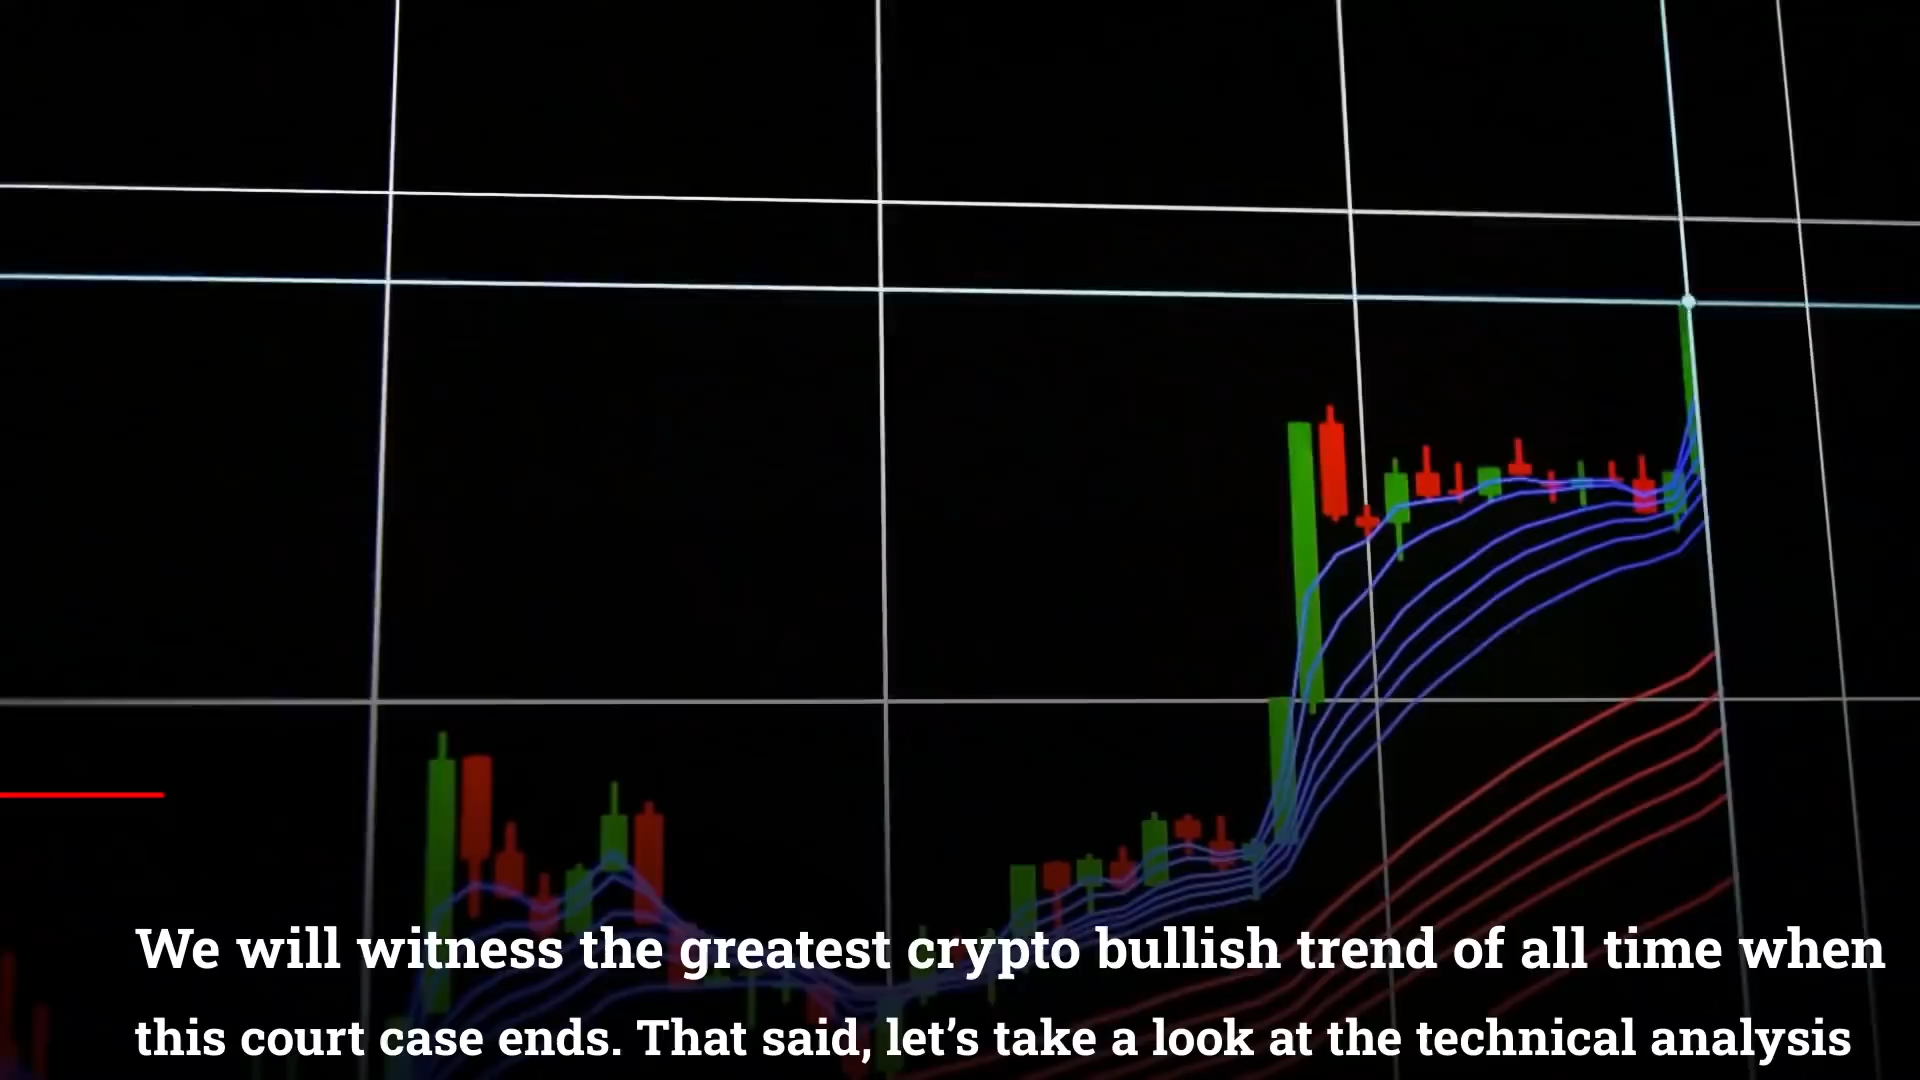 We will witness the greatest crypto bullish trend of all time when
this court case ends. That said, let’s take a look at the technical analysis